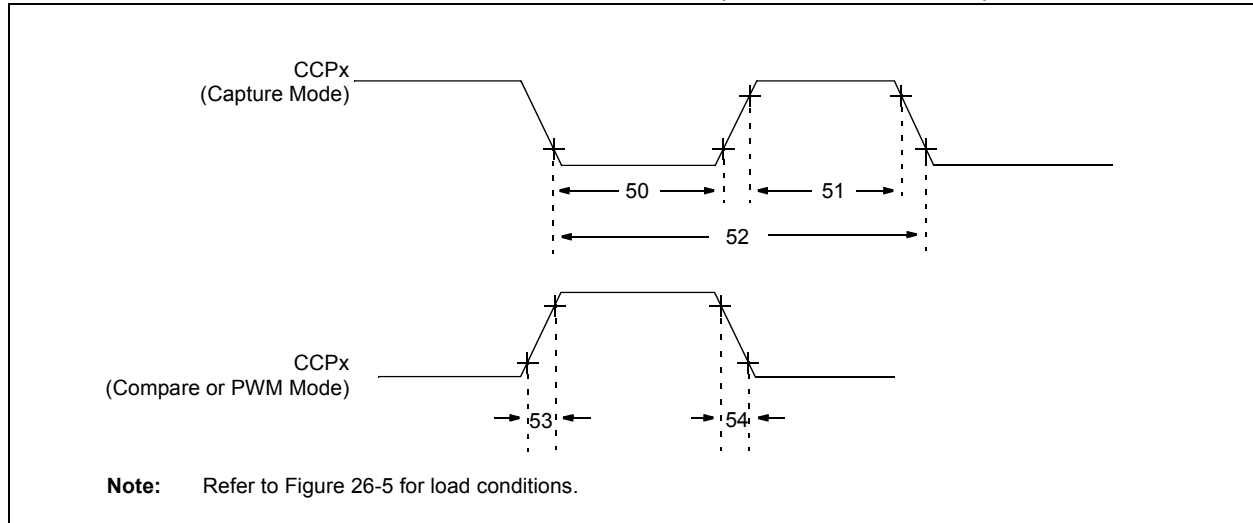 CCPx
(Capture Mode)
50
51
52
CCPx
(Compare or PWM Mode)
53
54
Note: Refer to Figure 26-5 for load conditions.